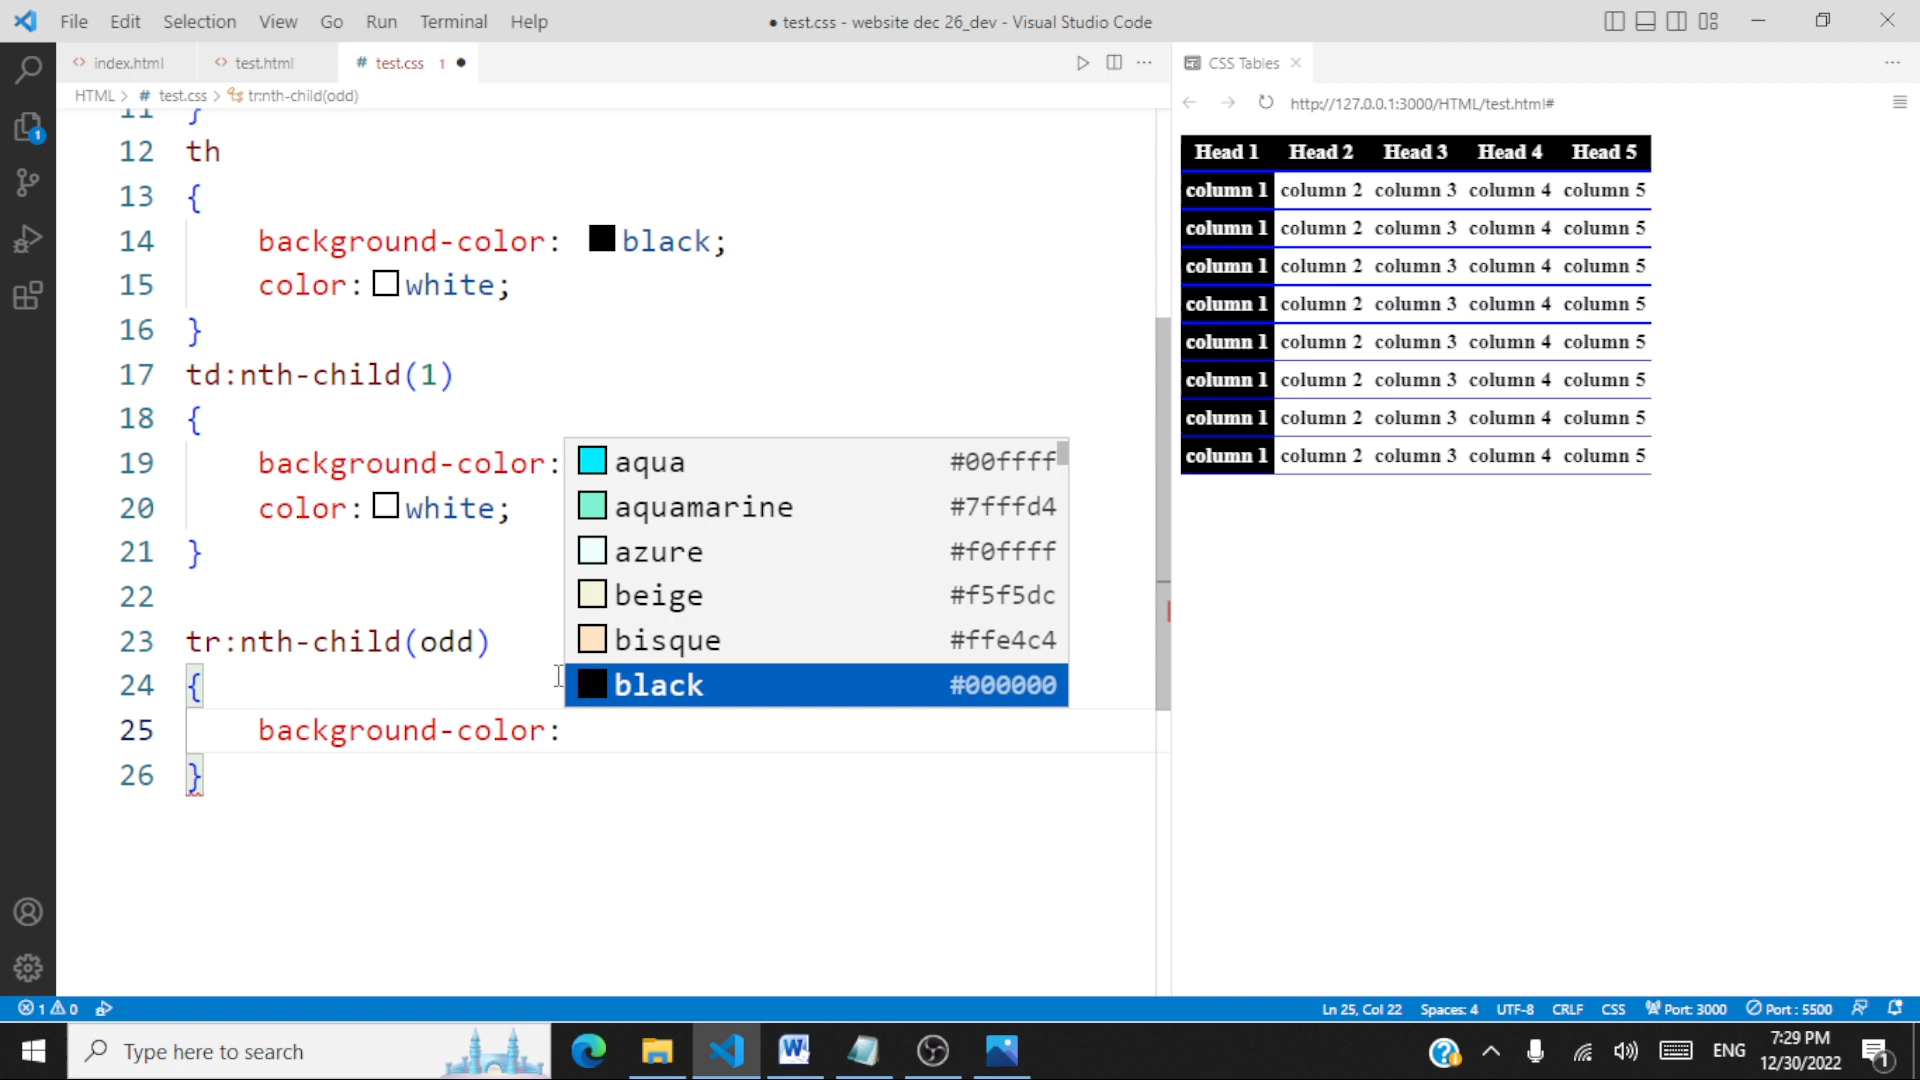 File Edit Selection View Go Run Terminal Help
● test.css - website dec 26_dev - Visual Studio Code
index.html
test.html
# test.css 1 ●
CSS Tables
HTML > # test.css > tr:nth-child(odd)
http://127.0.0.1:3000/HTML/test.html#
11 }
12 th
13 {
14 background-color: black;
15 color: white;
16 }
17 td:nth-child(1)
18 {
19 background-color:
20 color: white;
21 }
22
23 tr:nth-child(odd)
24 {
25 background-color:
26 }
aqua #00ffff
aquamarine #7fffd4
azure #f0ffff
beige #f5f5dc
bisque #ffe4c4
black #000000
Head 1 Head 2 Head 3 Head 4 Head 5
column 1 column 2 column 3 column 4 column 5
column 1 column 2 column 3 column 4 column 5
column 1 column 2 column 3 column 4 column 5
column 1 column 2 column 3 column 4 column 5
column 1 column 2 column 3 column 4 column 5
column 1 column 2 column 3 column 4 column 5
column 1 column 2 column 3 column 4 column 5
column 1 column 2 column 3 column 4 column 5
1
1 0
Ln 25, Col 22 Spaces: 4 UTF-8 CRLF CSS Port: 3000 Port : 5500
Type here to search
ENG
7:29 PM
12/30/2022
1